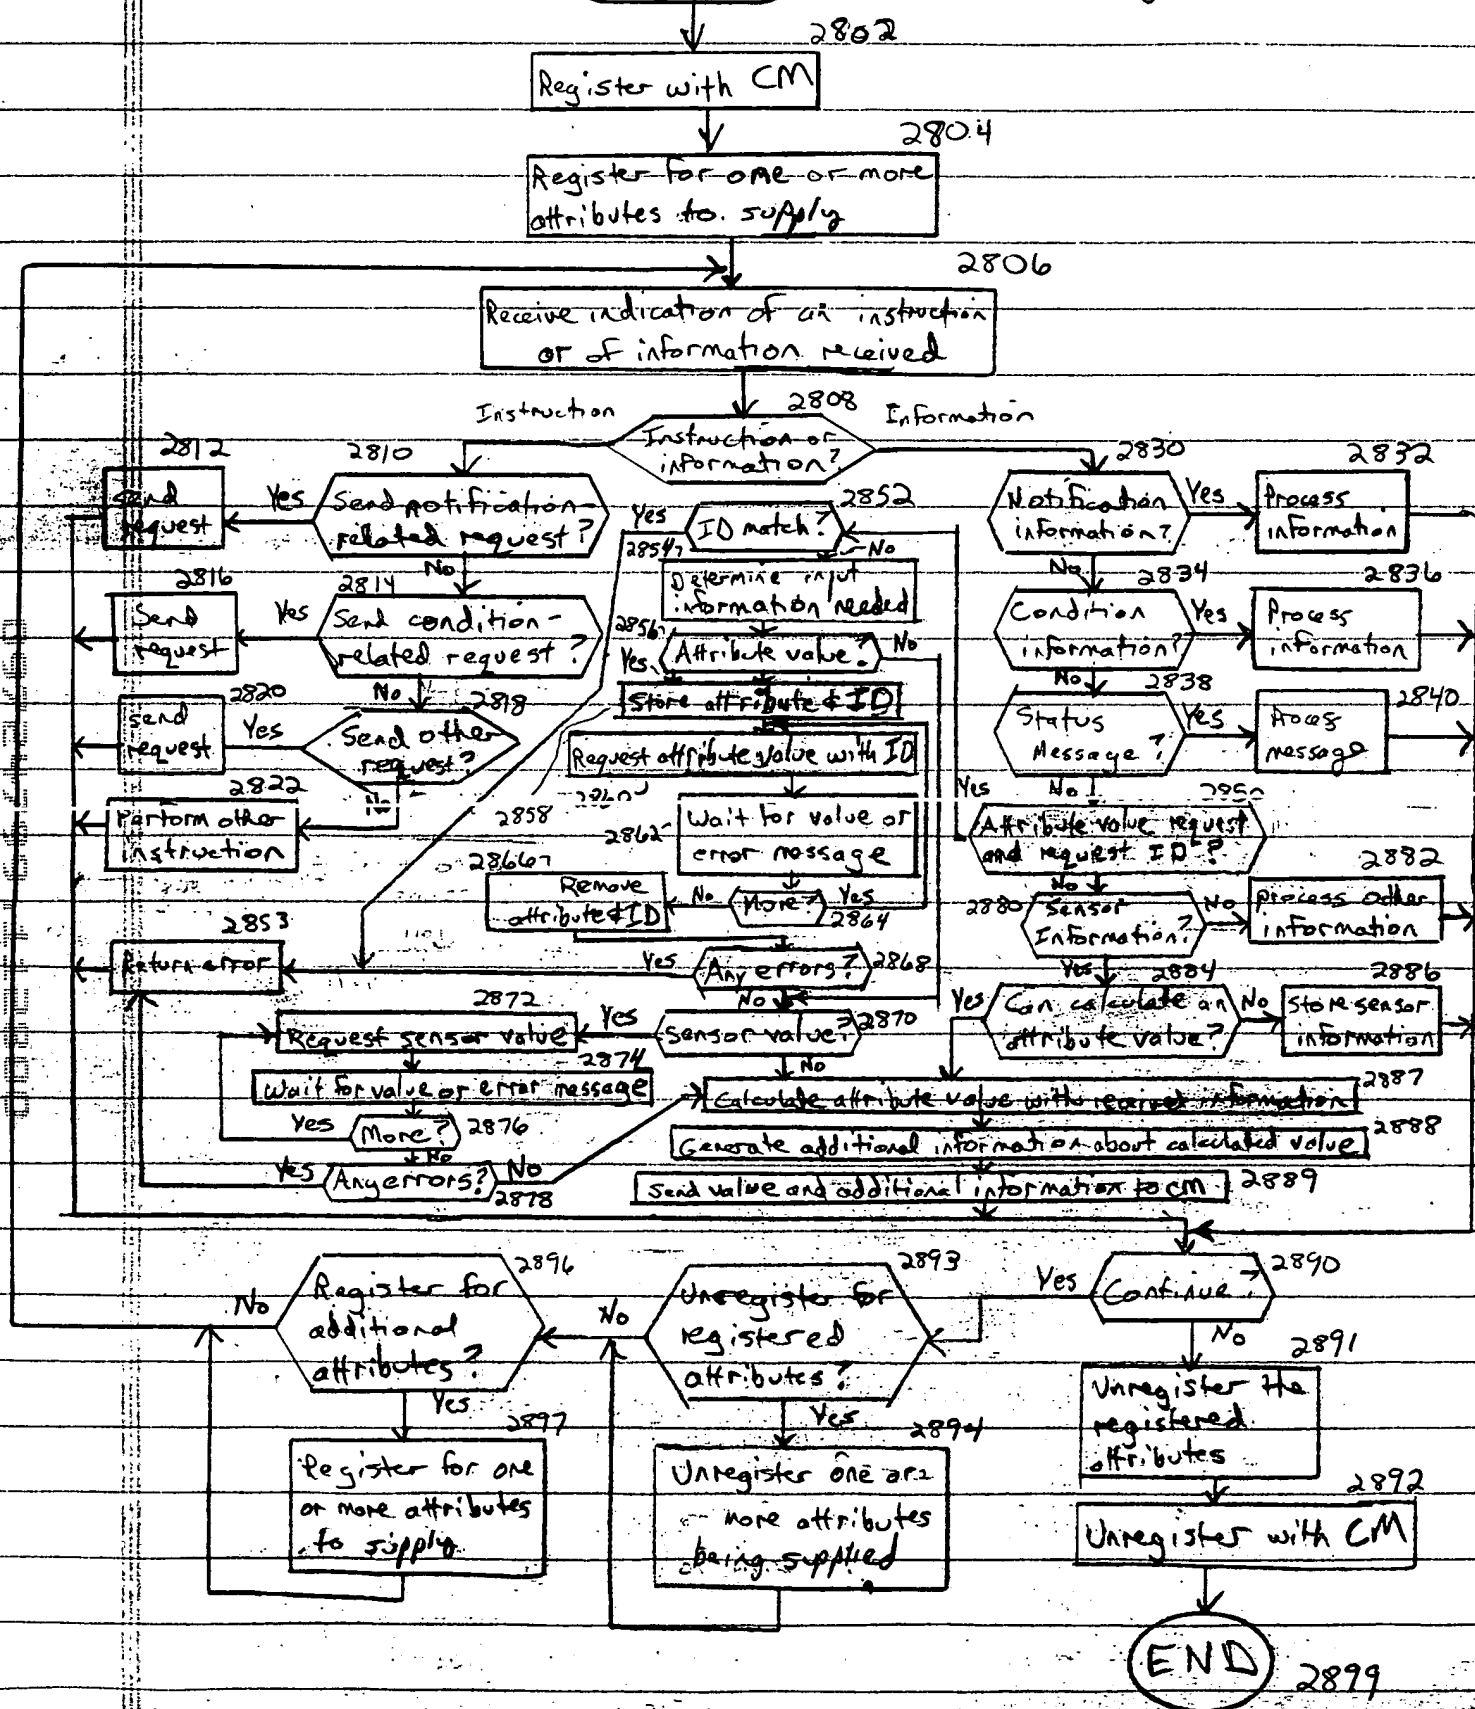 2802
Register with CM
2804
Register for one or more
attributes to supply
2806
Receive indication of an instruction
or of information received
2808
Instruction
Information
Instruction or
information?
2812
Send
request
2810
Yes
Send notification-
related request?
No
2816
Send
request
2814
Yes
Send condition-
related request?
No
2820
Send
request
2818
Yes
Send other
request?
No
2822
Perform other
instruction
2853
Return error
2852
Yes
ID match?
No
2854
Determine input
information needed
2856
Attribute value?
Yes
No
Store attribute & ID
2858
Request attribute value with ID
2860
2862
Wait for value or
error message
More?
No
Yes
2864
2866
Remove
attribute & ID
Yes
Any errors?
2868
No
Yes
Sensor value?
2870
No
2872
Request sensor value
2874
Wait for value or error message
Yes
More?
2876
No
Yes
Any errors?
No
2878
2830
Notification
information?
Yes
2832
Process
information
No
2834
Condition
information?
Yes
2836
Process
information
No
2838
Status
Message?
Yes
2840
Process
message
No
2850
Yes
Attribute value request
and request ID?
No
2880
Sensor
Information?
No
2882
Process other
information
Yes
2884
Yes
Can calculate an
attribute value?
No
2886
Store sensor
information
2887
Calculate attribute value with received information
2888
Generate additional information about calculated value
Send value and additional information to CM
2889
2890
Yes
Continue?
No
2891
Unregister the
registered
attributes
2892
Unregister with CM
END
2899
2893
Unregister for
registered
attributes?
No
Yes
2894
Unregister one or
more attributes
being supplied
2896
Register for
additional
attributes?
No
Yes
2897
Register for one
or more attributes
to supply